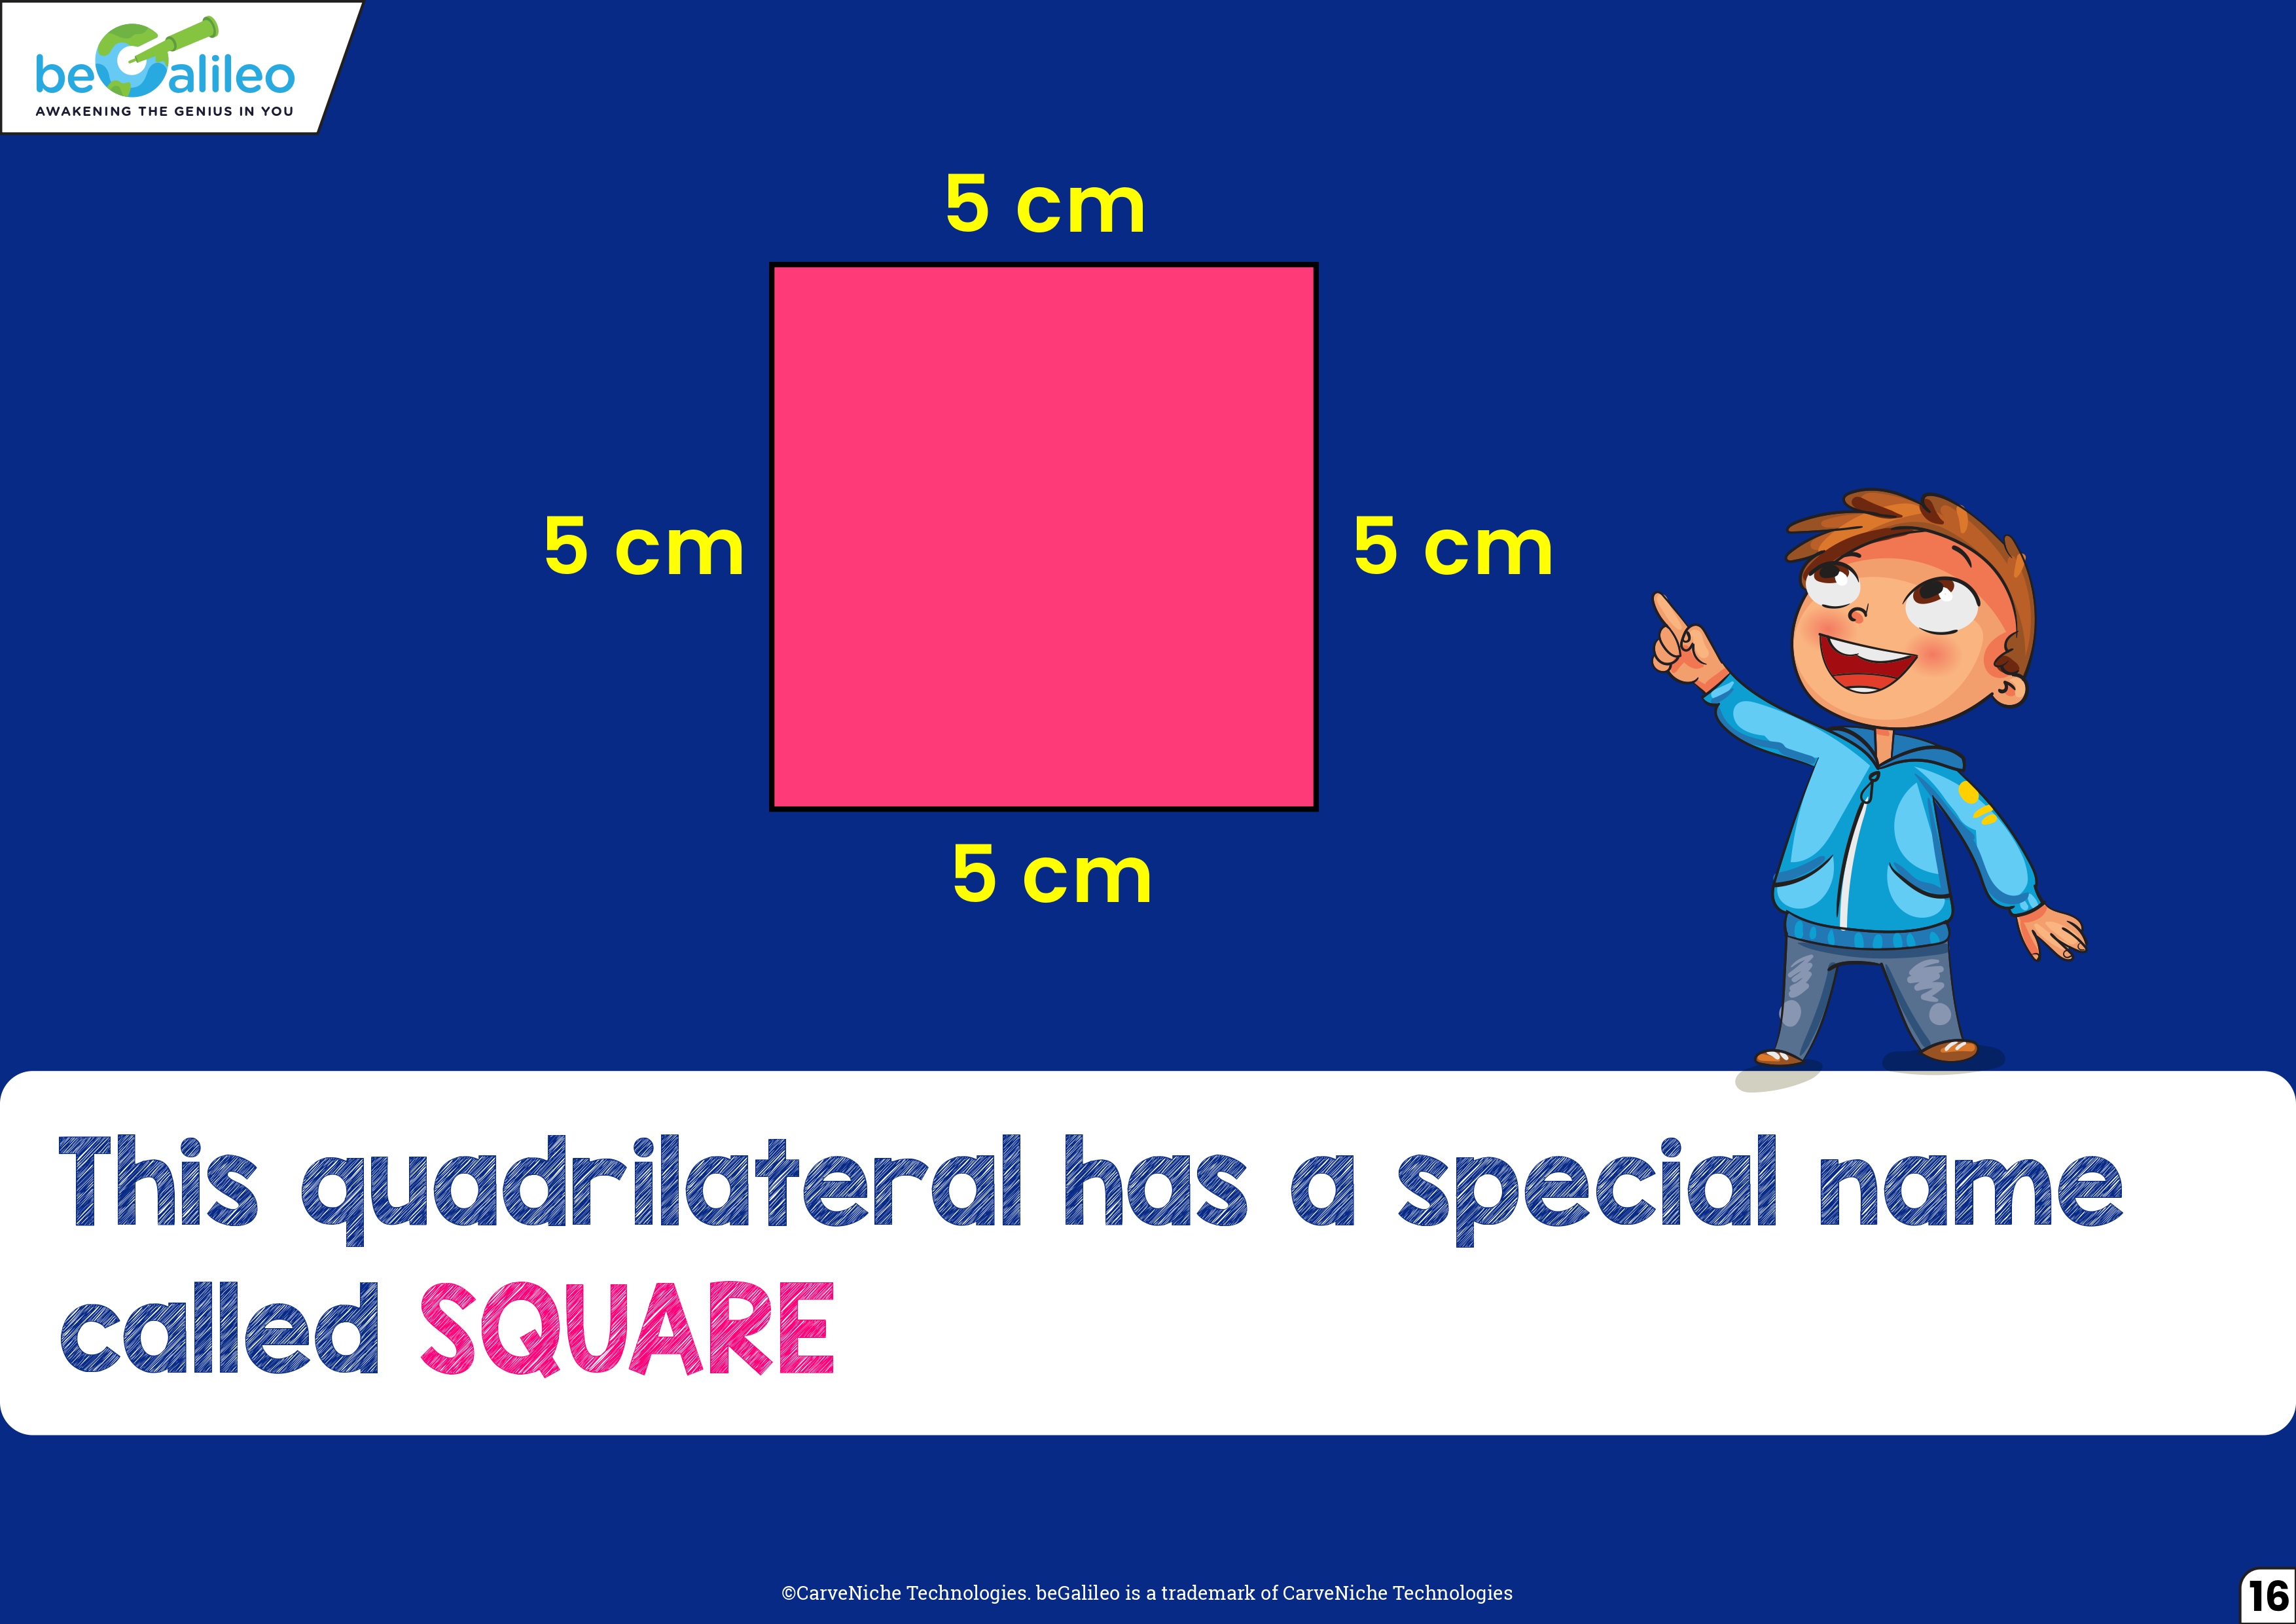 beGalileo
AWAKENING THE GENIUS IN YOU
5 cm
5 cm
5 cm
5 cm
This quadrilateral has a special name
called SQUARE
©CarveNiche Technologies. beGalileo is a trademark of CarveNiche Technologies
16